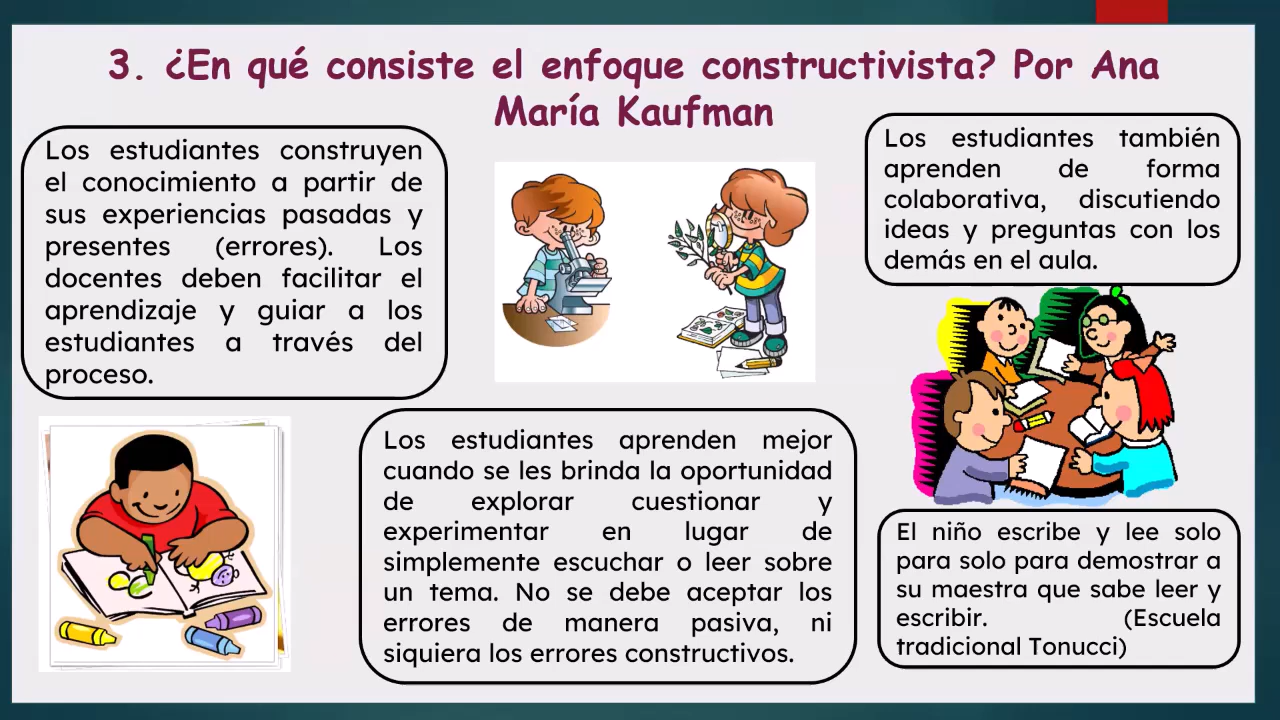 3. ¿En qué consiste el enfoque constructivista? Por Ana
María Kaufman
Los estudiantes construyen
el conocimiento a partir de
sus experiencias pasadas y
presentes (errores). Los
docentes deben facilitar el
aprendizaje y guiar a los
estudiantes a través del
proceso.
Los estudiantes también
aprenden de forma
colaborativa, discutiendo
ideas y preguntas con los
demás en el aula.
Los estudiantes aprenden mejor
cuando se les brinda la oportunidad
de explorar cuestionar y
experimentar en lugar de
simplemente escuchar o leer sobre
un tema. No se debe aceptar los
errores de manera pasiva, ni
siquiera los errores constructivos.
El niño escribe y lee solo
para solo para demostrar a
su maestra que sabe leer y
escribir. (Escuela
tradicional Tonucci)